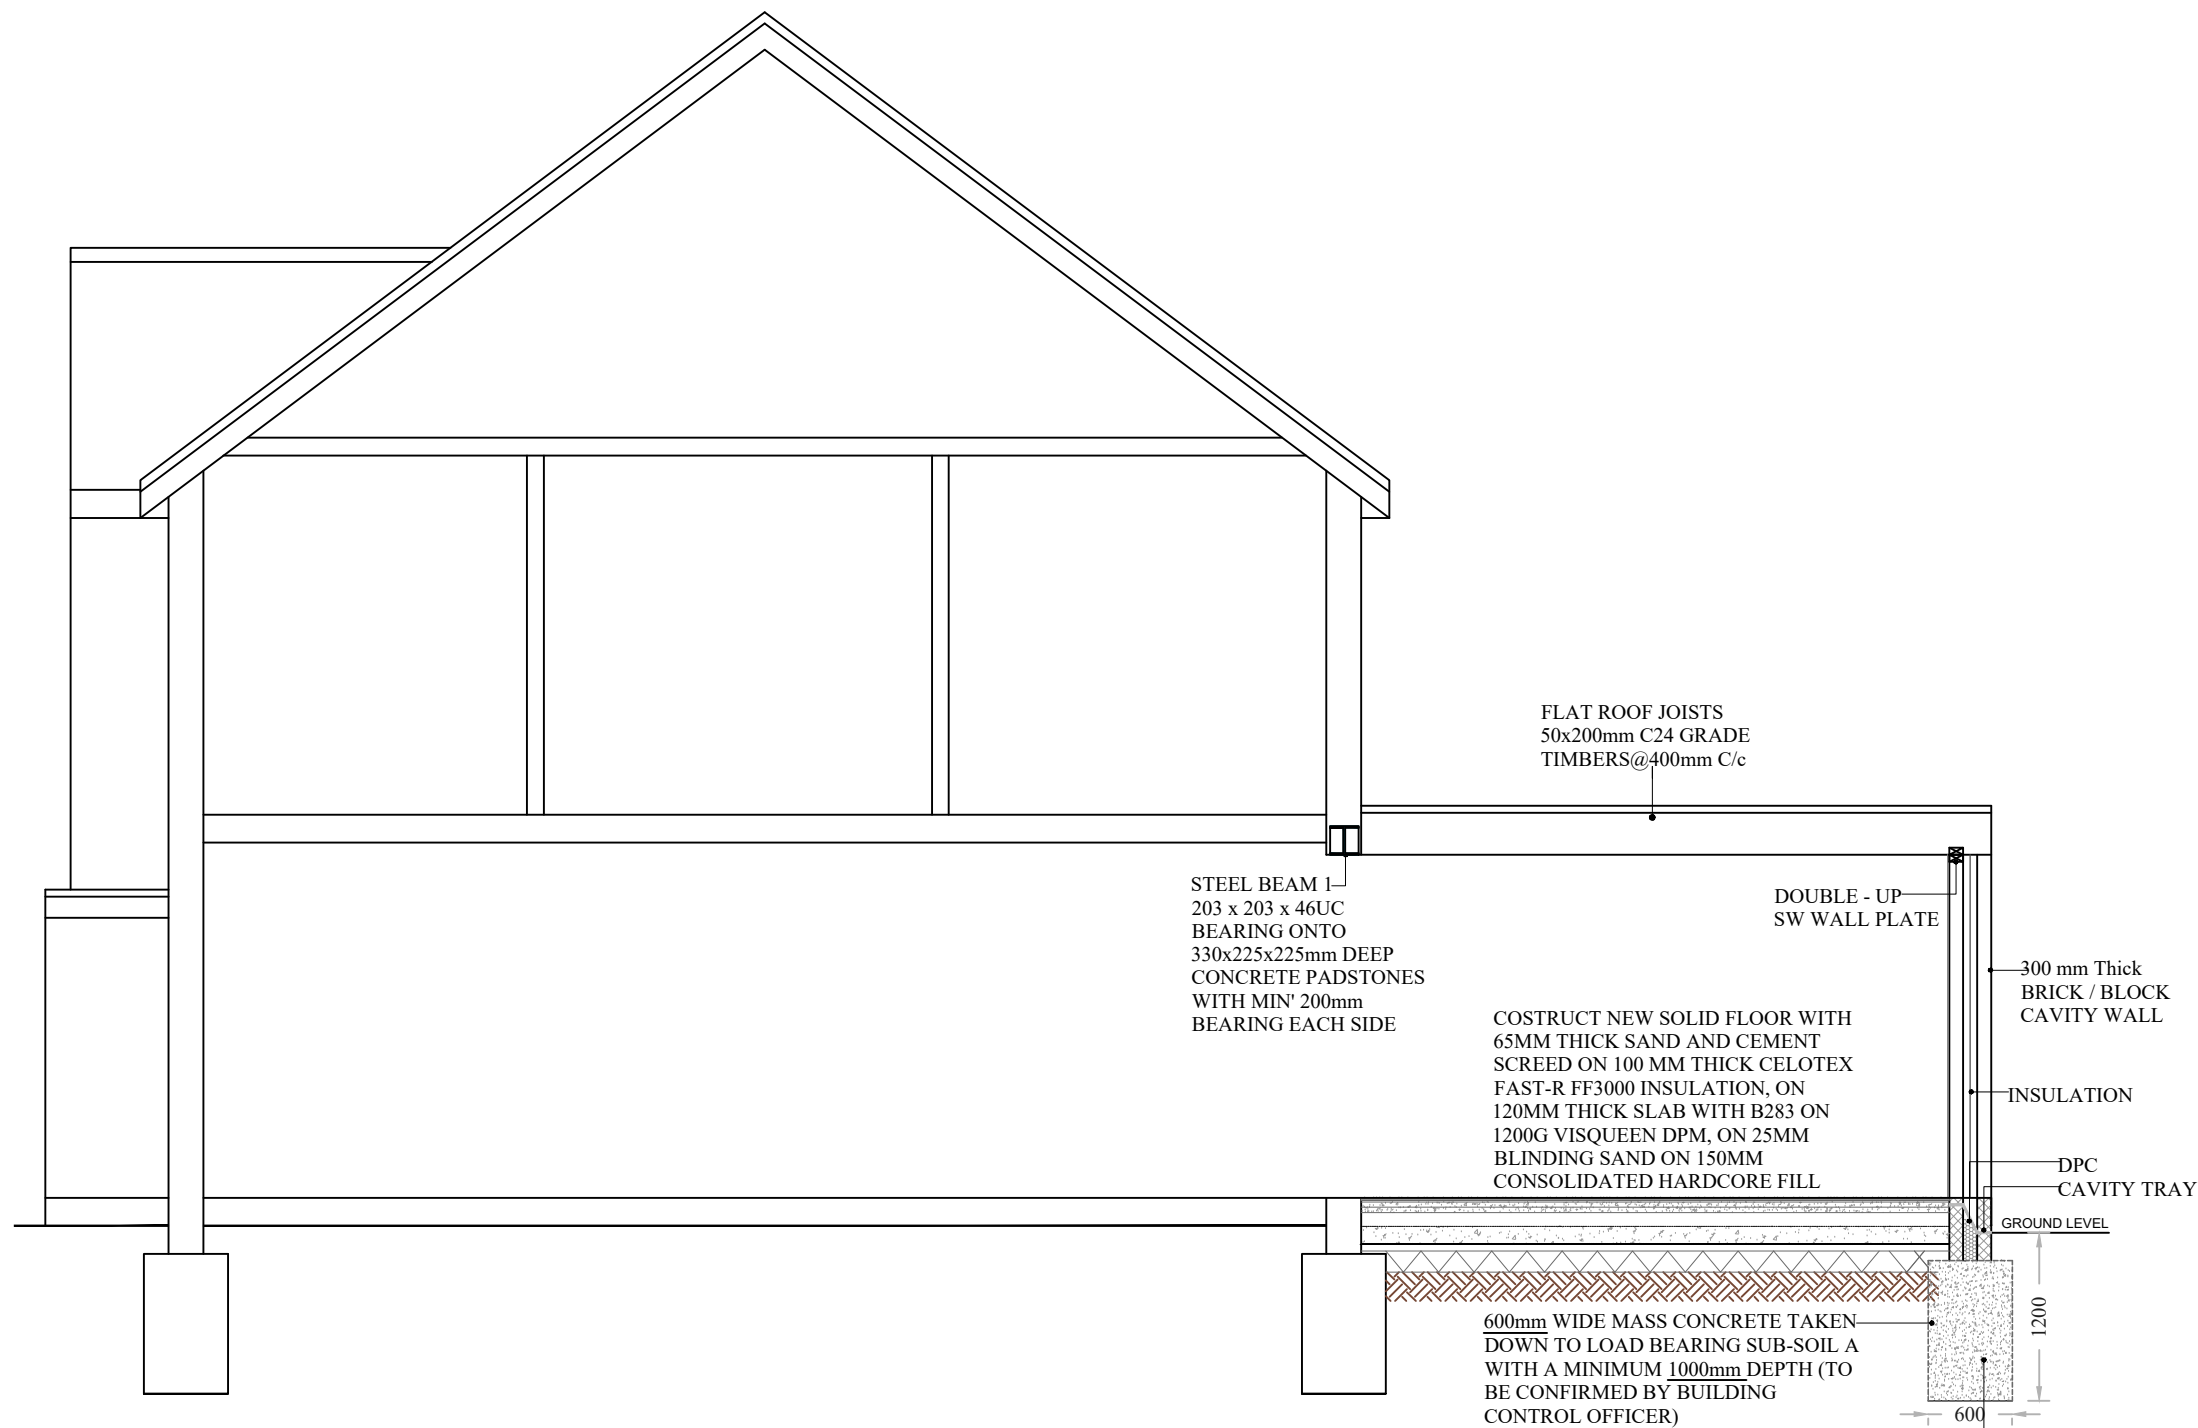 FLAT ROOF JOISTS
50x200mm C24 GRADE
TIMBERS@400mm C/c
STEEL BEAM 1
203 x 203 x 46UC
BEARING ONTO
330x225x225mm DEEP
CONCRETE PADSTONES
WITH MIN' 200mm
BEARING EACH SIDE
DOUBLE - UP
SW WALL PLATE
300 mm Thick
BRICK / BLOCK
CAVITY WALL
COSTRUCT NEW SOLID FLOOR WITH
65MM THICK SAND AND CEMENT
SCREED ON 100 MM THICK CELOTEX
FAST-R FF3000 INSULATION, ON
120MM THICK SLAB WITH B283 ON
1200G VISQUEEN DPM, ON 25MM
BLINDING SAND ON 150MM
CONSOLIDATED HARDCORE FILL
INSULATION
DPC
CAVITY TRAY
GROUND LEVEL
600mm WIDE MASS CONCRETE TAKEN
DOWN TO LOAD BEARING SUB-SOIL A
WITH A MINIMUM 1000mm DEPTH (TO
BE CONFIRMED BY BUILDING
CONTROL OFFICER)
1200
600